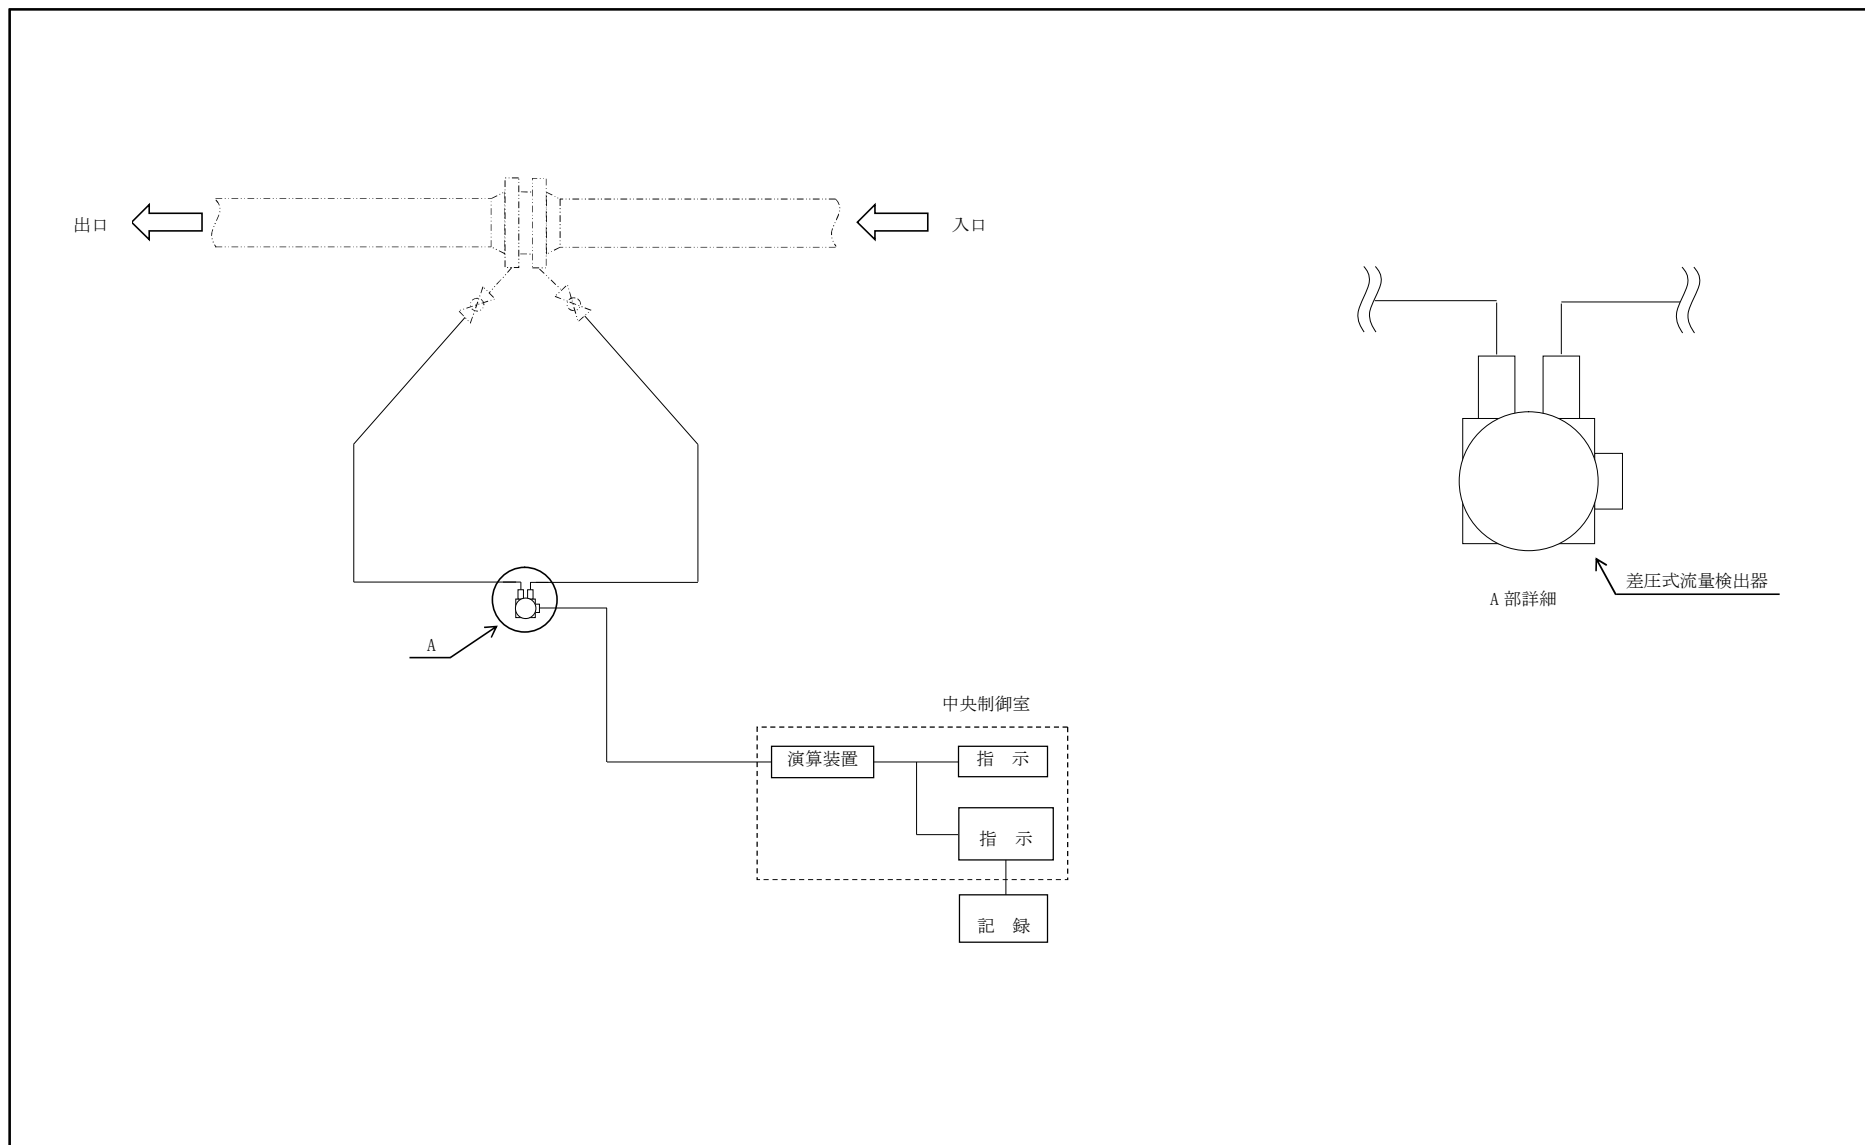 出口
入口
差圧式流量検出器
A 部詳細
A
中央制御室
演算装置
指　示
指　示
記　録